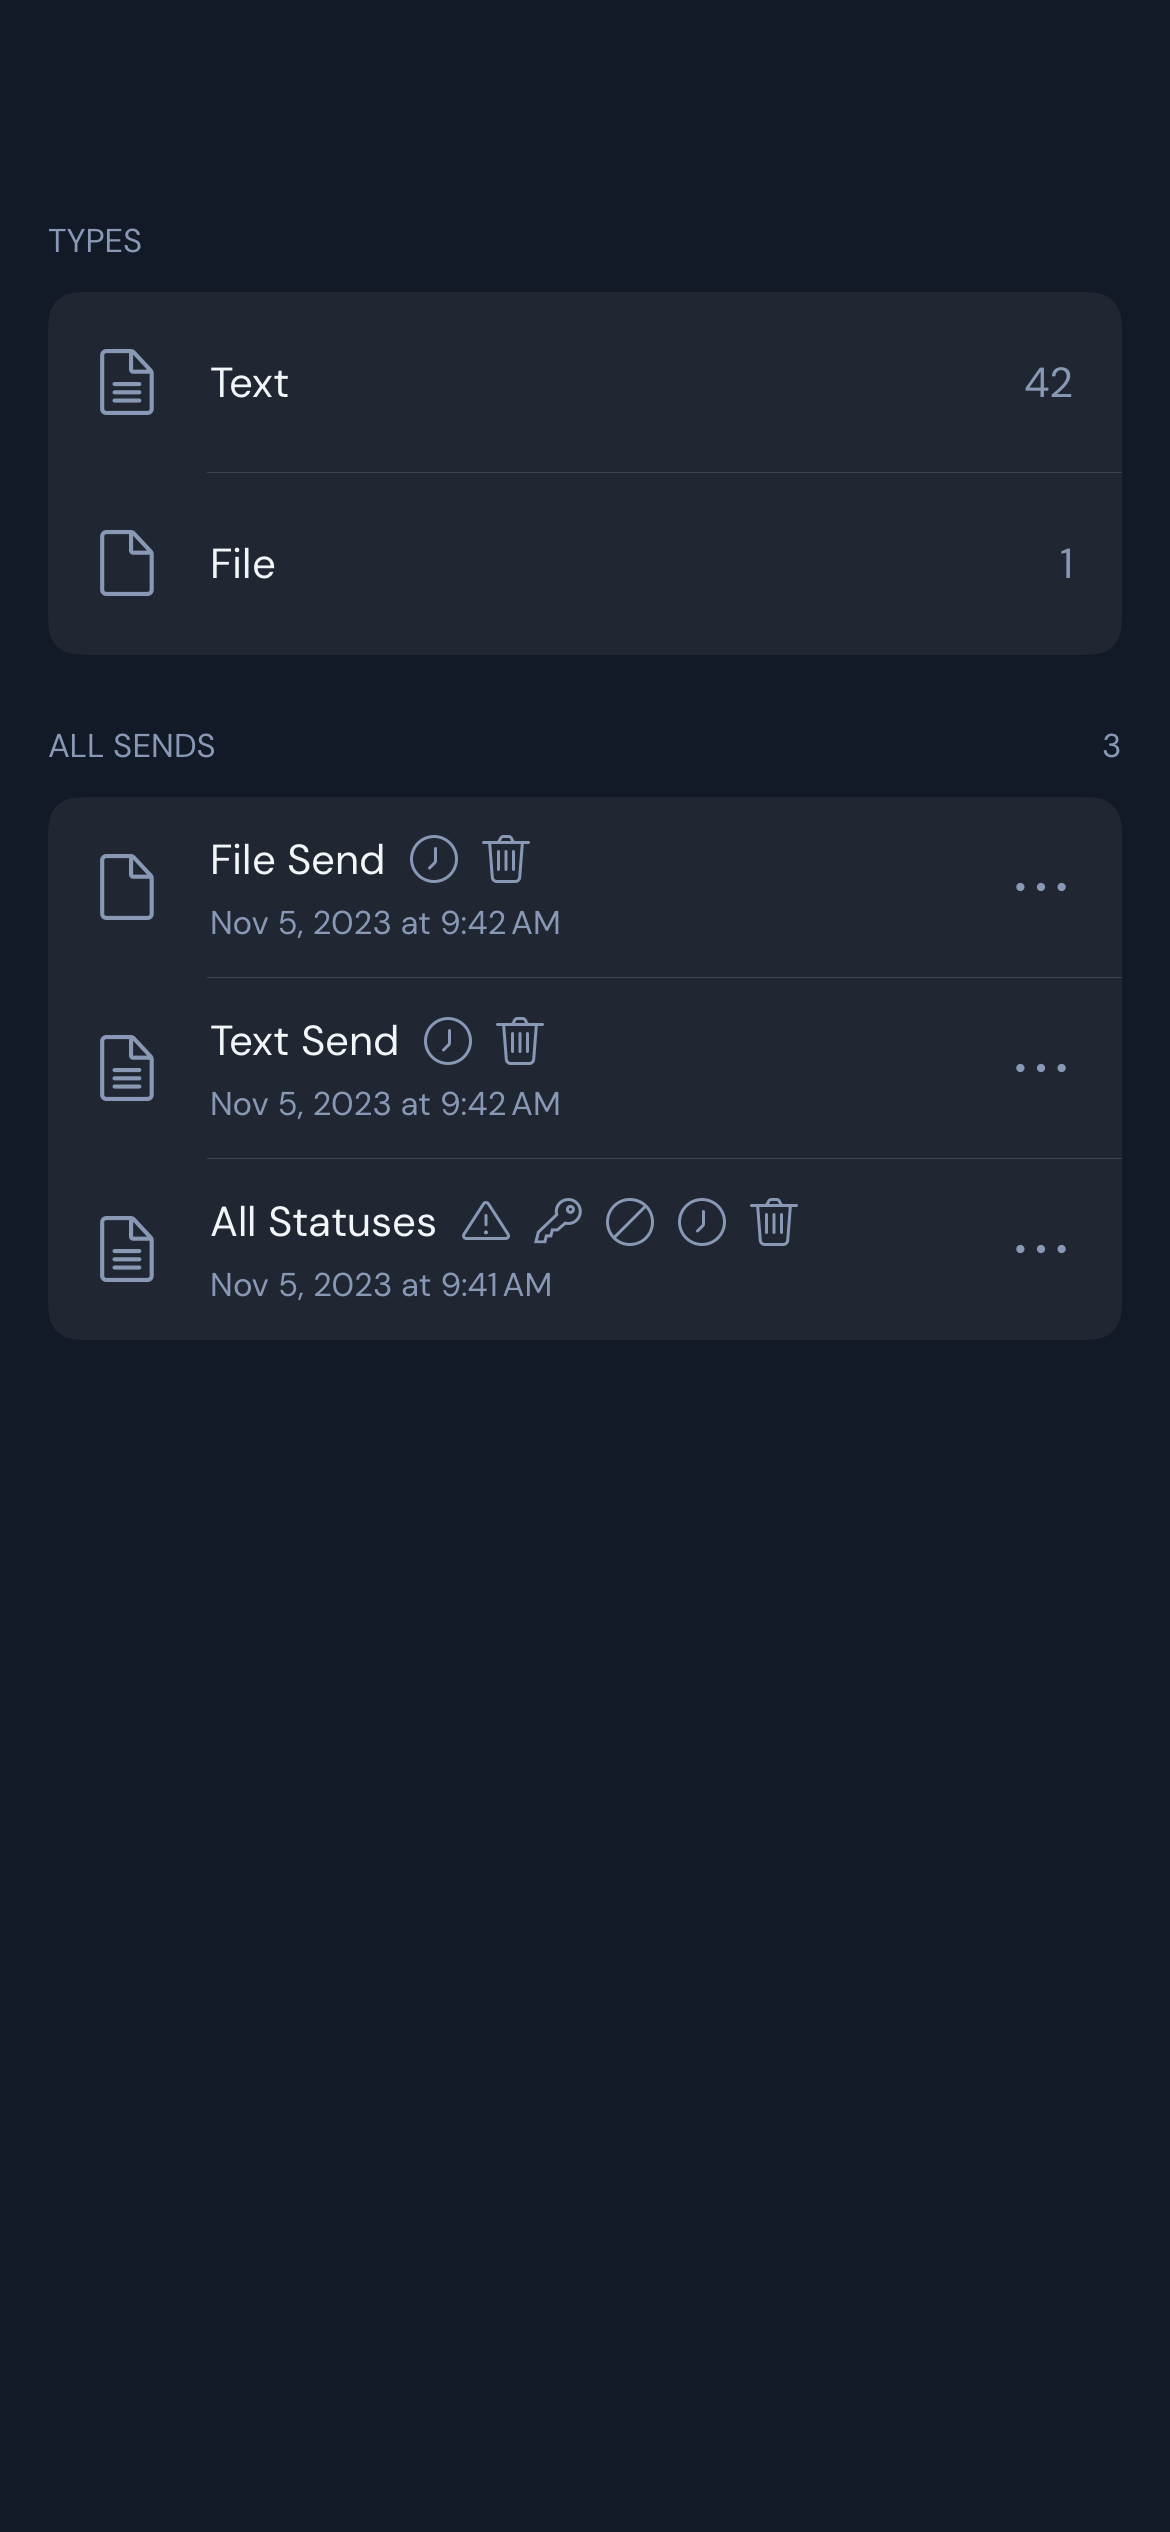 TYPES
Text 42
File 1
ALL SENDS 3
File Send
Nov 5, 2023 at 9:42 AM
Text Send
Nov 5, 2023 at 9:42 AM
All Statuses
Nov 5, 2023 at 9:41 AM